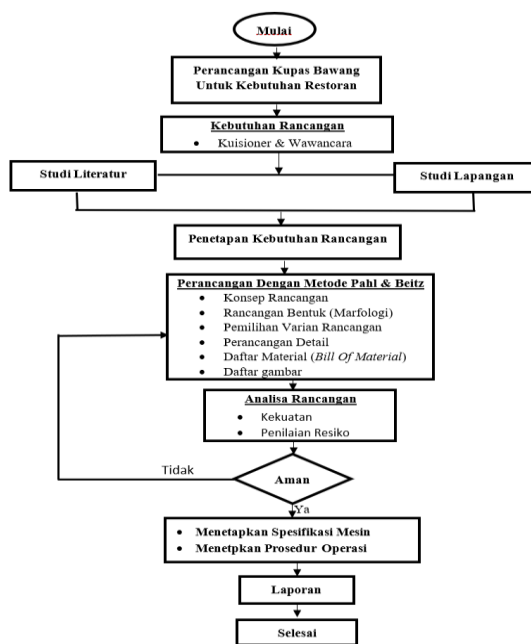 Mulai
Perancangan Kupas Bawang
Untuk Kebutuhan Restoran
Kebutuhan Rancangan
• Kuisioner & Wawancara
Studi Literatur
Studi Lapangan
Penetapan Kebutuhan Rancangan
Perancangan Dengan Metode Pahl & Beitz
• Konsep Rancangan
• Rancangan Bentuk (Marfologi)
• Pemilihan Varian Rancangan
• Perancangan Detail
• Daftar Material (Bill Of Material)
• Daftar gambar
Analisa Rancangan
• Kekuatan
• Penilaian Resiko
Tidak
Aman
Ya
• Menetapkan Spesifikasi Mesin
• Menetpkan Prosedur Operasi
Laporan
Selesai